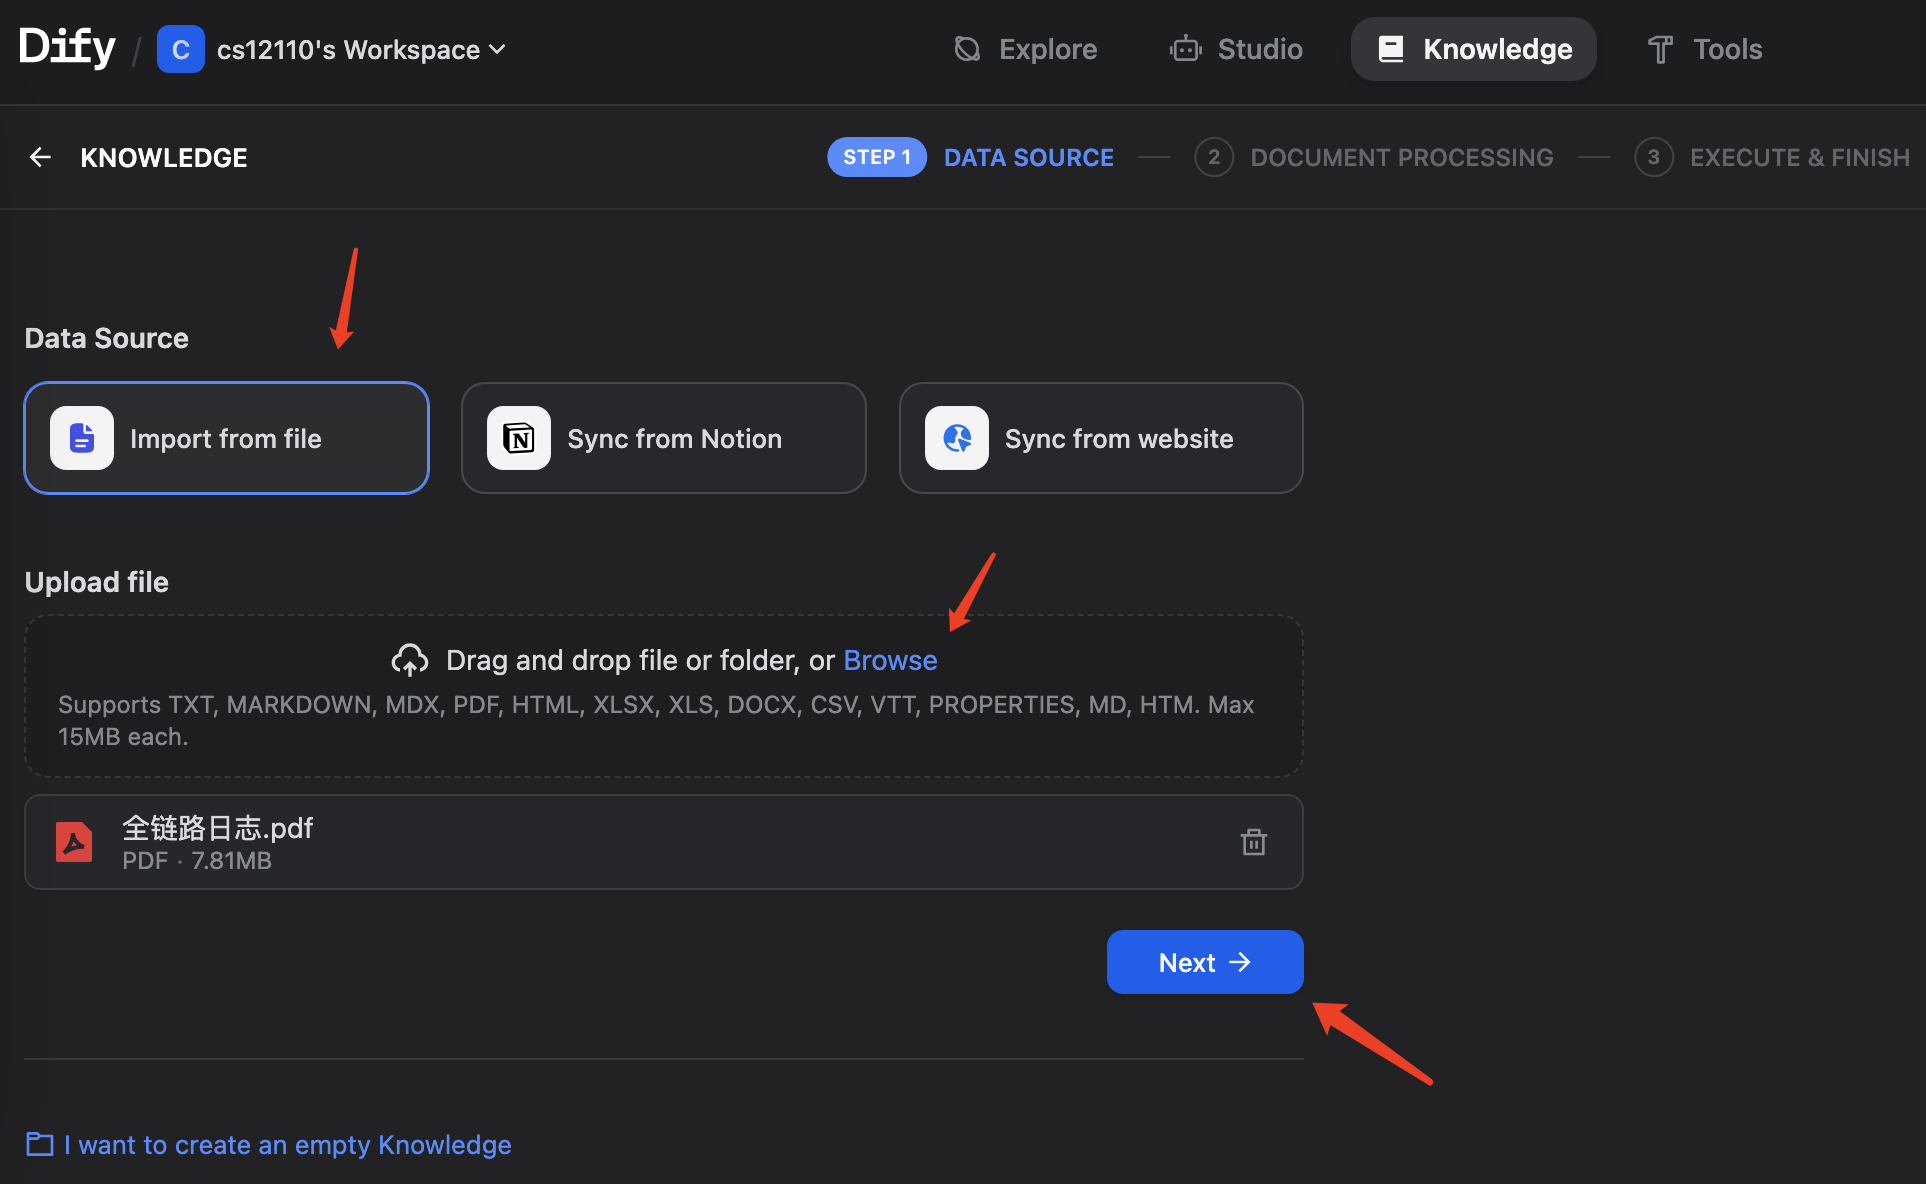 Dify / C cs12110's Workspace Explore Studio Knowledge Tools
KNOWLEDGE STEP 1 DATA SOURCE 2 DOCUMENT PROCESSING 3 EXECUTE & FINISH
Data Source
Import from file Sync from Notion Sync from website
Upload file
Drag and drop file or folder, or Browse
Supports TXT, MARKDOWN, MDX, PDF, HTML, XLSX, XLS, DOCX, CSV, VTT, PROPERTIES, MD, HTM. Max
15MB each.
全链路日志.pdf
PDF · 7.81MB
Next
I want to create an empty Knowledge